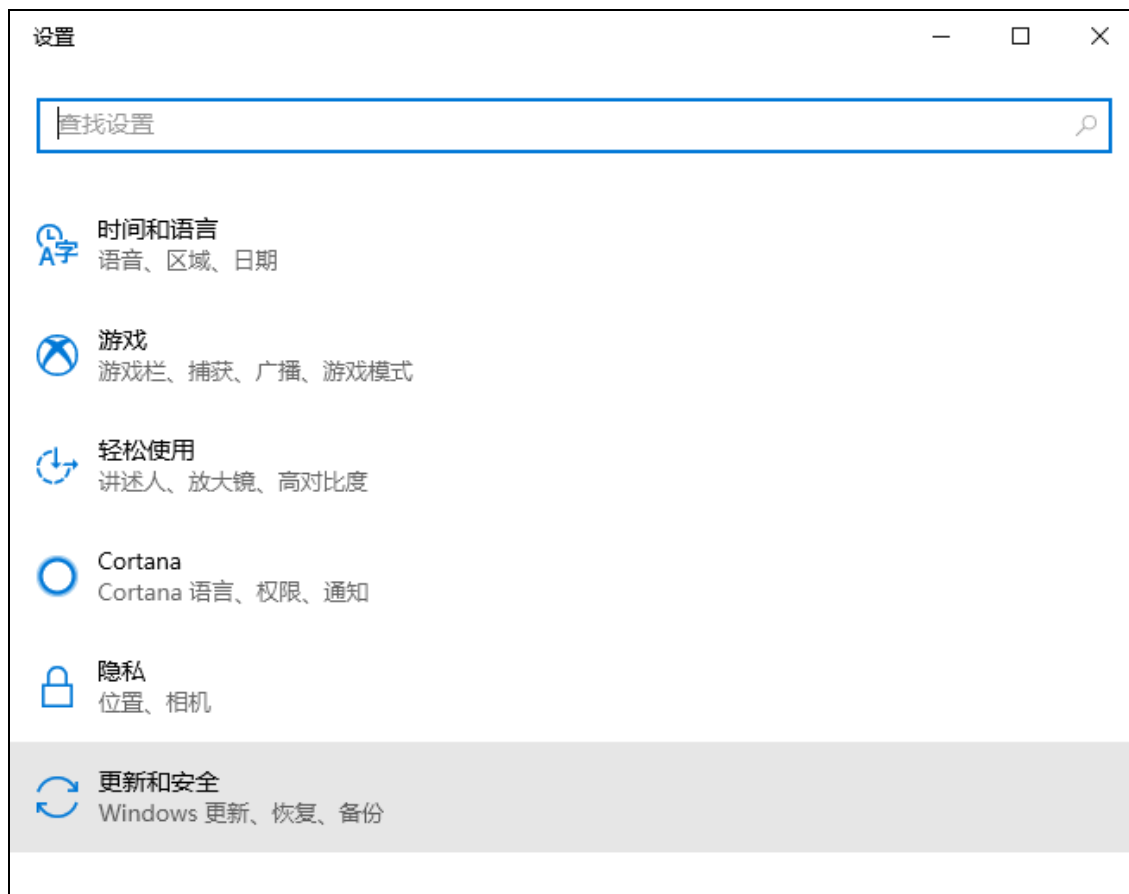 设置
查找设置
时间和语言
语音、区域、日期
游戏
游戏栏、捕获、广播、游戏模式
轻松使用
讲述人、放大镜、高对比度
Cortana
Cortana 语言、权限、通知
隐私
位置、相机
更新和安全
Windows 更新、恢复、备份